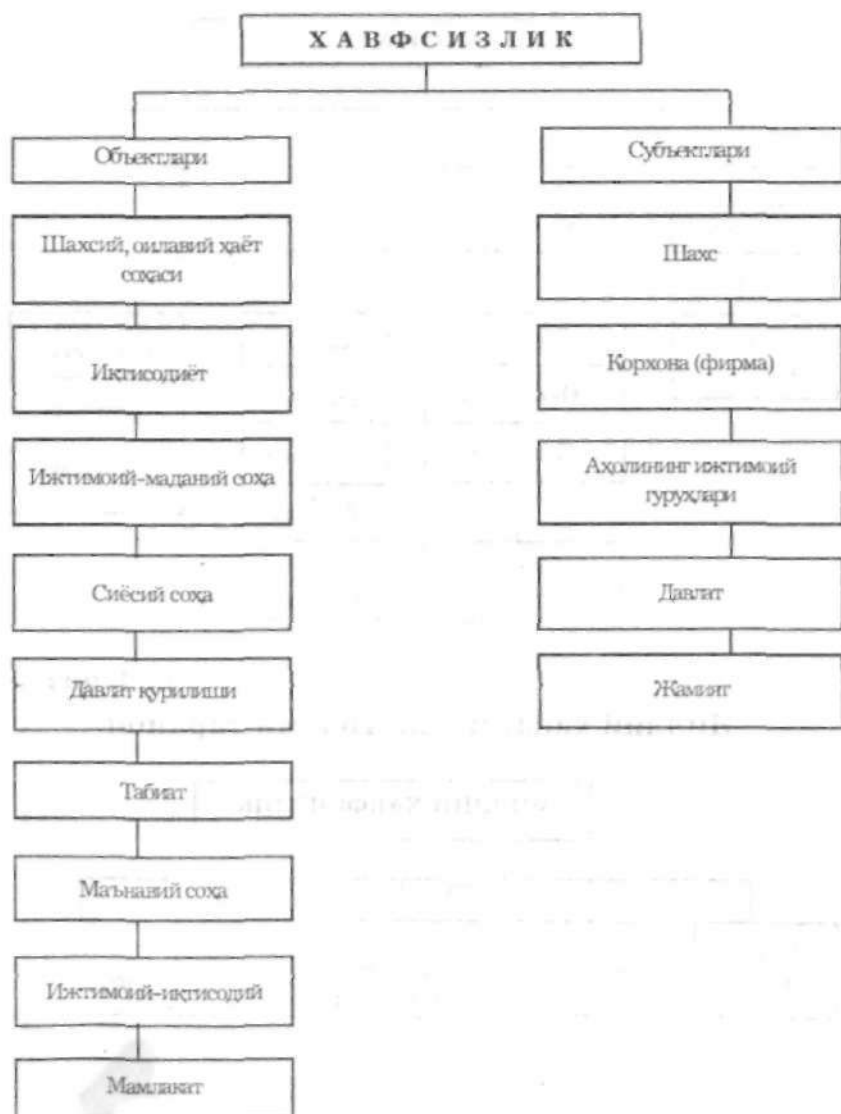 ХАВФСИЗЛИК
Объектлари
Шахсий, оилавий ҳаёт
соҳаси
Иқтисодиёт
Ижтимоий-маданий соҳа
Сиёсий соҳа
Давлат қурилиши
Табиат
Маънавий соҳа
Ижтимоий-иқтисодий
Мамлакат
Субъектлари
Шахс
Корхона (фирма)
Аҳолининг ижтимоий
гуруҳлари
Давлат
Жамият